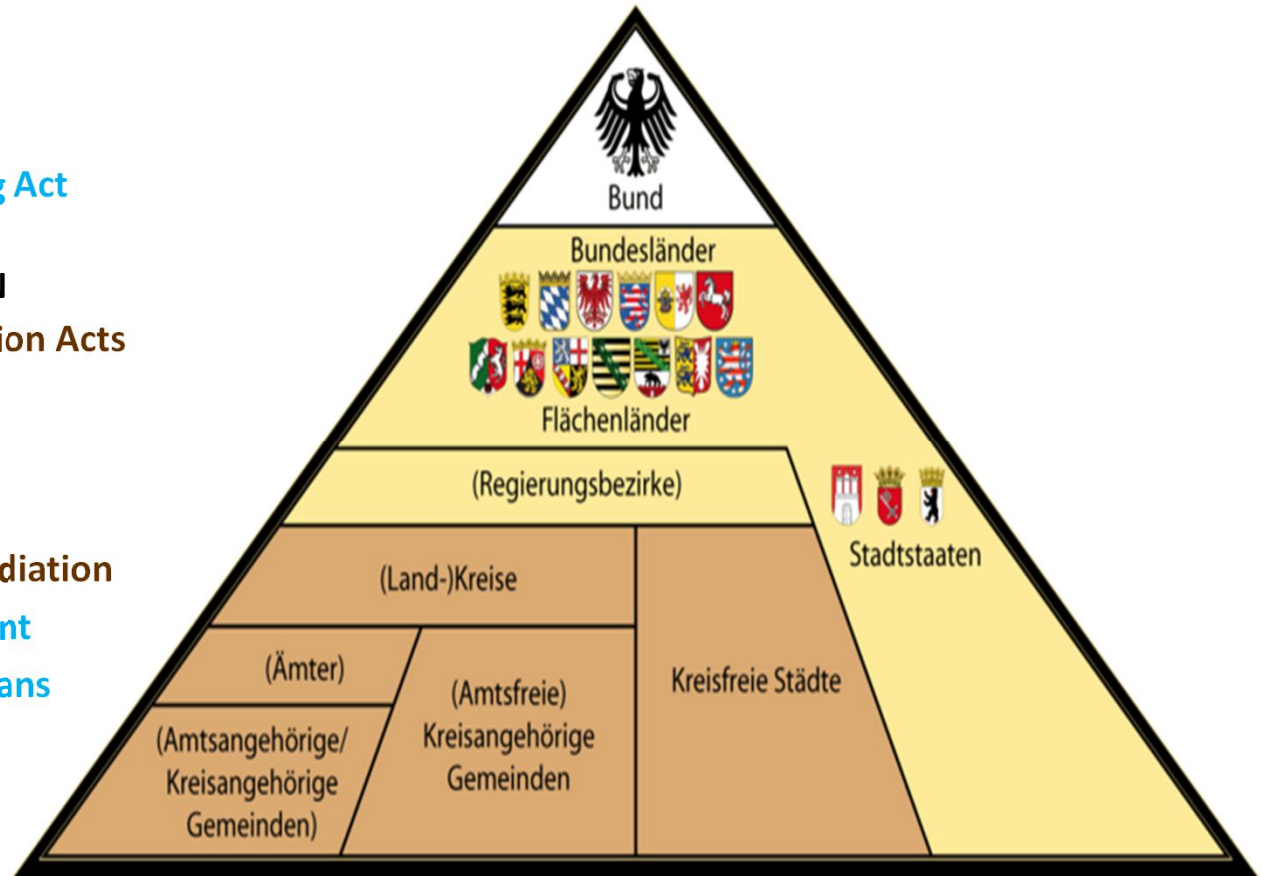 Act
ion Acts
diation
nt
ans
Bund
Bundesländer
Flächenländer
(Regierungsbezirke)
Stadtstaaten
(Land-)Kreise
(Ämter)
(Amtsfreie)
Kreisangehörige
Gemeinden
Kreisfreie Städte
(Amtsangehörige/
Kreisangehörige
Gemeinden)